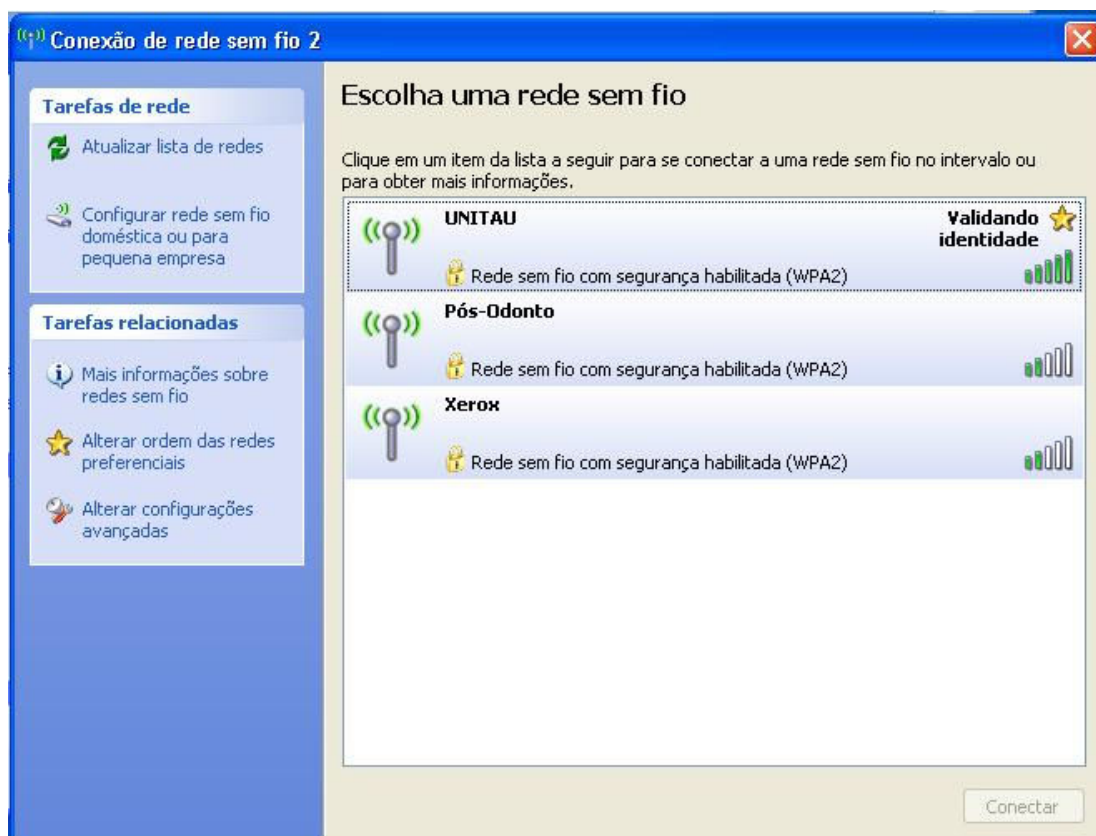 Conexão de rede sem fio 2
Tarefas de rede
Atualizar lista de redes
Configurar rede sem fio
doméstica ou para
pequena empresa
Tarefas relacionadas
Mais informações sobre
redes sem fio
Alterar ordem das redes
preferenciais
Alterar configurações
avançadas
Escolha uma rede sem fio
Clique em um item da lista a seguir para se conectar a uma rede sem fio no intervalo ou
para obter mais informações.
UNITAU
Validando
identidade
Rede sem fio com segurança habilitada (WPA2)
Pós-Odonto
Rede sem fio com segurança habilitada (WPA2)
Xerox
Rede sem fio com segurança habilitada (WPA2)
Conectar